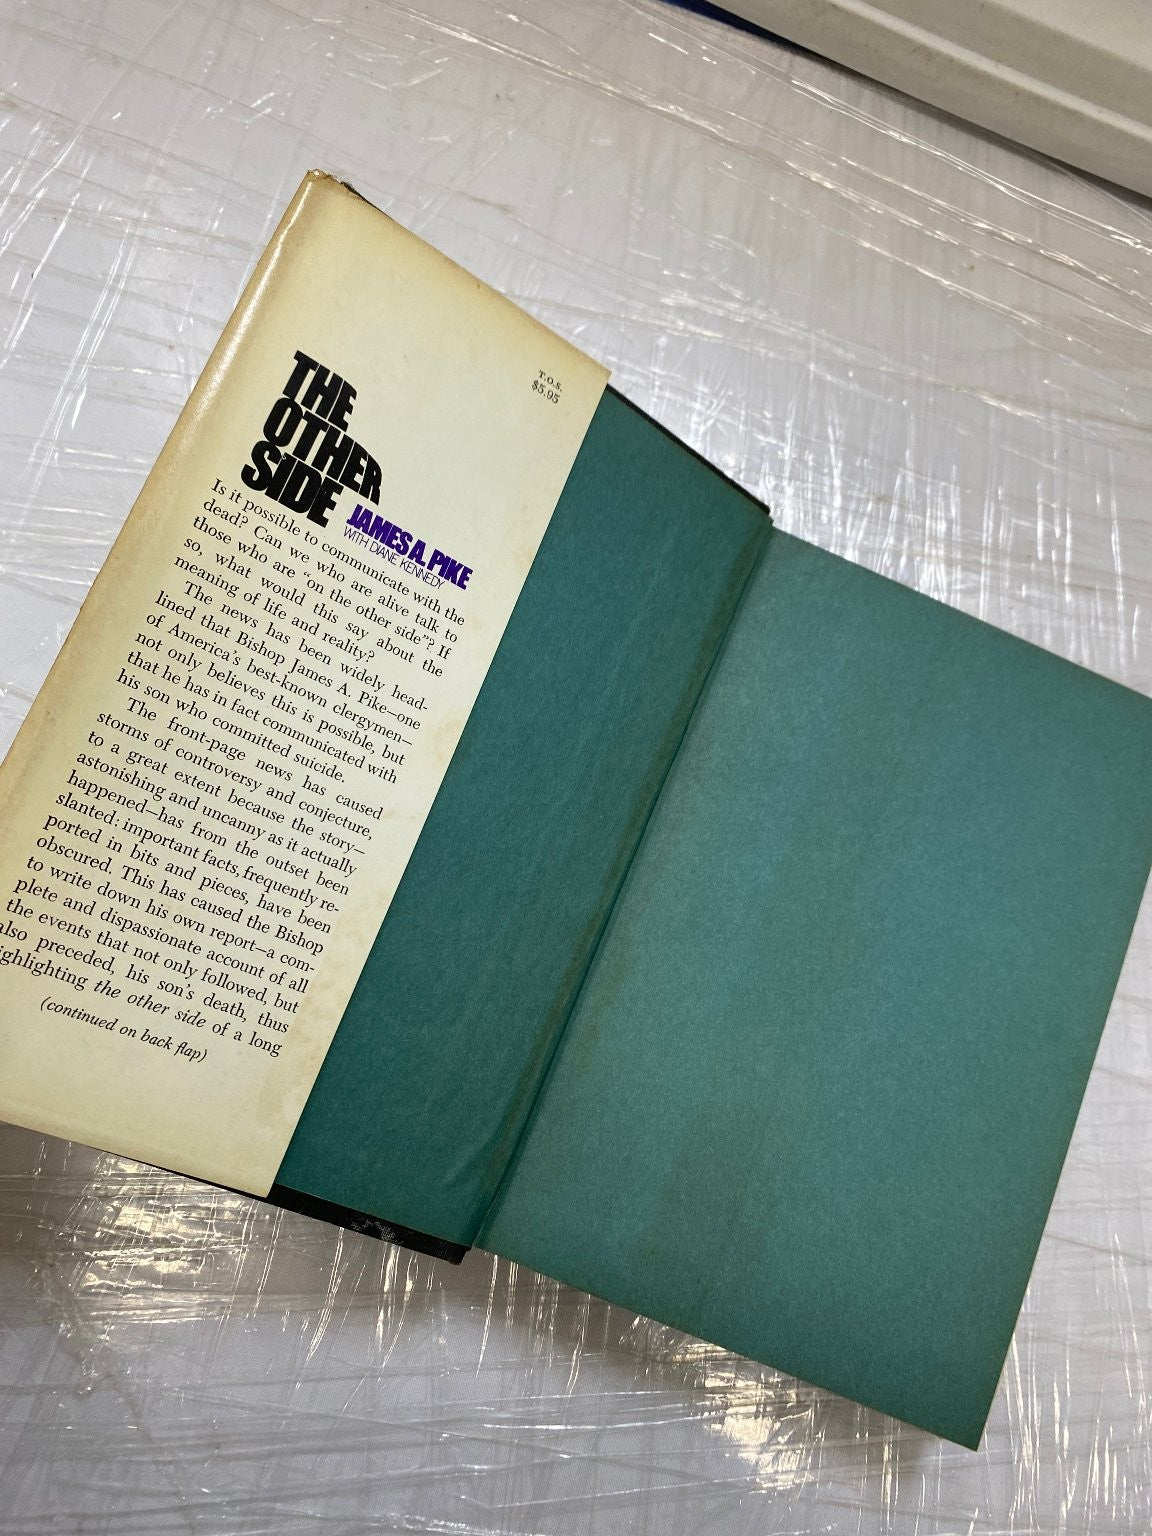 T.O.S.
$5.95
THE
OTHER
SIDE
JAMES A. PIKE
WITH DIANE KENNEDY
Is it possible to communicate with the
dead? Can we who are alive talk to
those who are "on the other side"? If
so, what would this say about the
meaning of life and reality?
The news has been widely head-
lined that Bishop James A. Pike—one
of America's best-known clergymen—
not only believes this is possible, but
that he has in fact communicated with
his son who committed suicide.
The front-page news has caused
storms of controversy and conjecture,
to a great extent because the story—
astonishing and uncanny as it actually
happened—has from the outset been
slanted: important facts, frequently re-
ported in bits and pieces, have been
obscured. This has caused the Bishop
to write down his own report—a com-
plete and dispassionate account of all
the events that not only followed, but
also preceded, his son's death, thus
ighlighting the other side of a long
(continued on back flap)